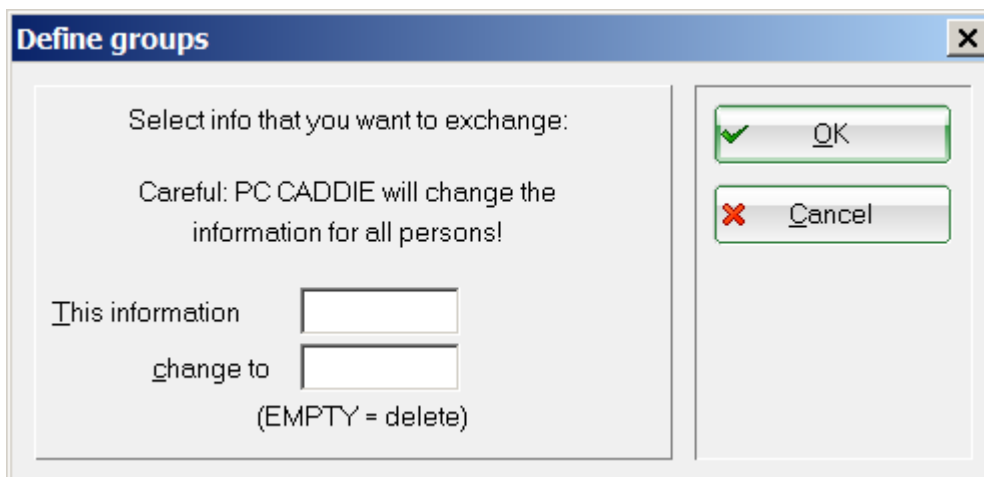 Define groups
Select info that you want to exchange:
Careful: PC CADDIE will change the
information for all persons!
This information
change to
(EMPTY = delete)
OK
Cancel